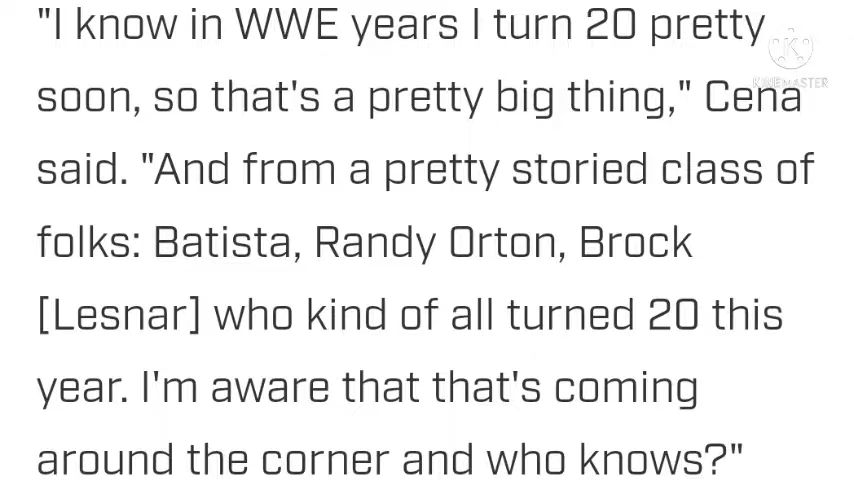 "I know in WWE years I turn 20 pretty
soon, so that's a pretty big thing," Cena
said. "And from a pretty storied class of
folks: Batista, Randy Orton, Brock
[Lesnar] who kind of all turned 20 this
year. I'm aware that that's coming
around the corner and who knows?"
K
KINEMASTER